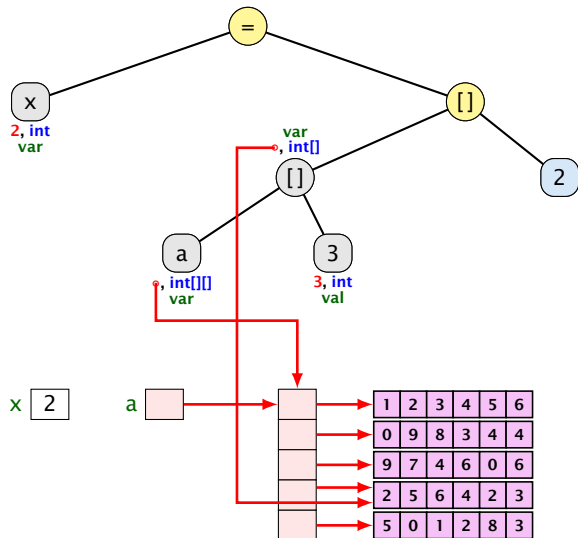 =
x
[]
2, int
var
var
, int[]
[]
2
a
3
, int[][]
var
3, int
val
x 2
a
1 2 3 4 5 6
0 9 8 3 4 4
9 7 4 6 0 6
2 5 6 4 2 3
5 0 1 2 8 3